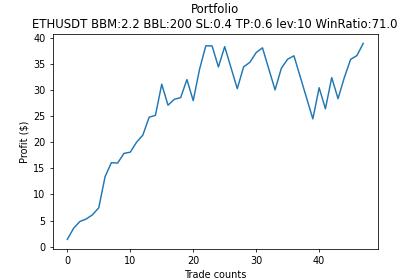 Portfolio
ETHUSDT BBM:2.2 BBL:200 SL:0.4 TP:0.6 lev:10 WinRatio:71.0
40
35
30
25
20
15
10
5
0
Profit ($)
0 10 20 30 40
Trade counts